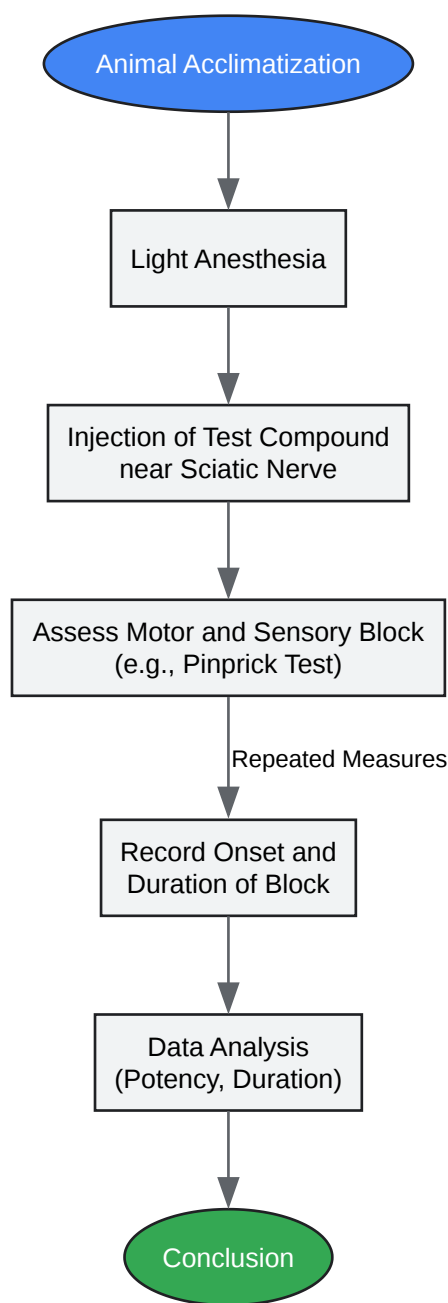 Animal Acclimatization
Light Anesthesia
Injection of Test Compound
near Sciatic Nerve
Assess Motor and Sensory Block
(e.g., Pinprick Test)
Repeated Measures
Record Onset and
Duration of Block
Data Analysis
(Potency, Duration)
Conclusion